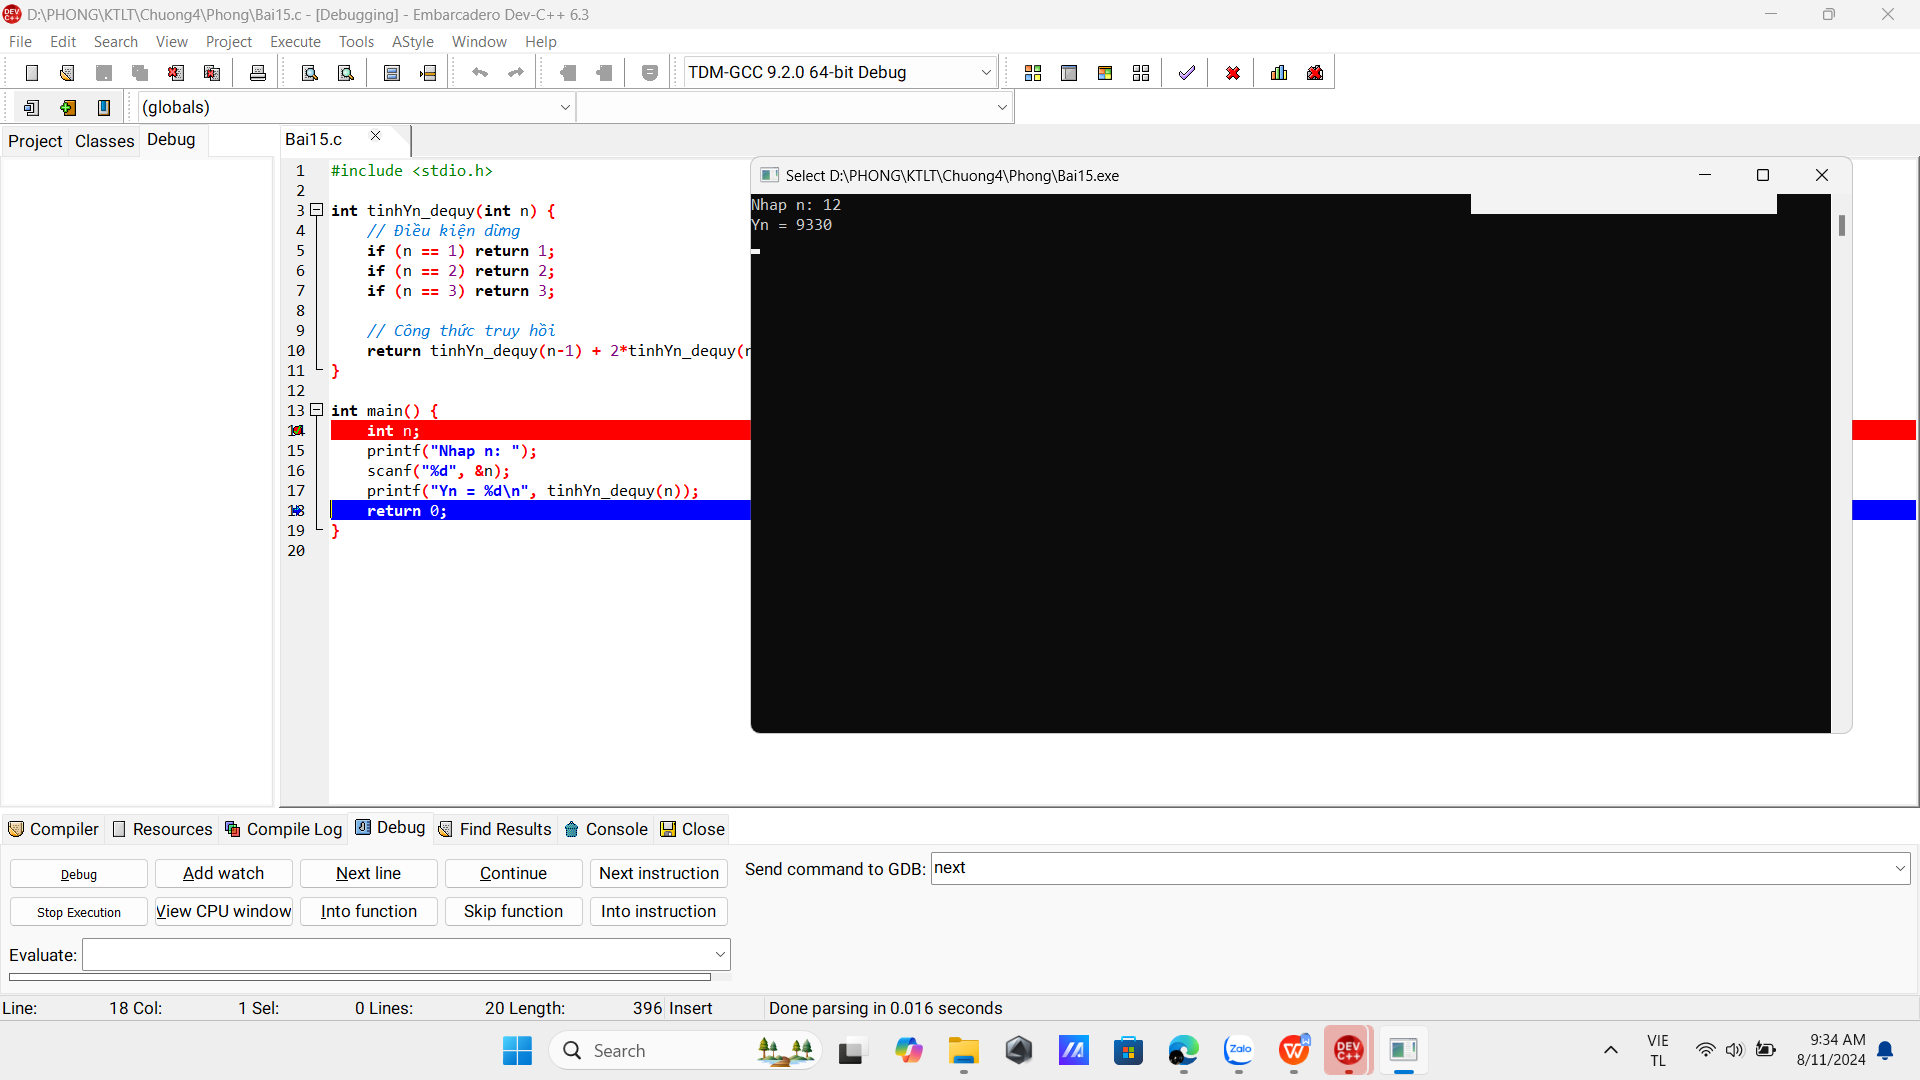 D:\PHONG\KTLT\Chuong4\Phong\Bai15.c - [Debugging] - Embarcadero Dev-C++ 6.3
File Edit Search View Project Execute Tools AStyle Window Help
TDM-GCC 9.2.0 64-bit Debug
(globals)
Project Classes Debug
Bai15.c
1 #include <stdio.h>
2
3 int tinhYn_dequy(int n) {
4 // Điều kiện dừng
5 if (n == 1) return 1;
6 if (n == 2) return 2;
7 if (n == 3) return 3;
8
9 // Công thức truy hồi
10 return tinhYn_dequy(n-1) + 2*tinhYn_dequy(n
11 }
12
13 int main() {
14 int n;
15 printf("Nhap n: ");
16 scanf("%d", &n);
17 printf("Yn = %d\n", tinhYn_dequy(n));
18 return 0;
19 }
20
Select D:\PHONG\KTLT\Chuong4\Phong\Bai15.exe
Nhap n: 12
Yn = 9330
Compiler Resources Compile Log Debug Find Results Console Close
Debug Add watch Next line Continue Next instruction
Send command to GDB: next
Stop Execution View CPU window Into function Skip function Into instruction
Evaluate:
Line: 18 Col: 1 Sel: 0 Lines: 20 Length: 396 Insert Done parsing in 0.016 seconds
Search
Zalo
DEV C++
VIE
TL
9:34 AM
8/11/2024